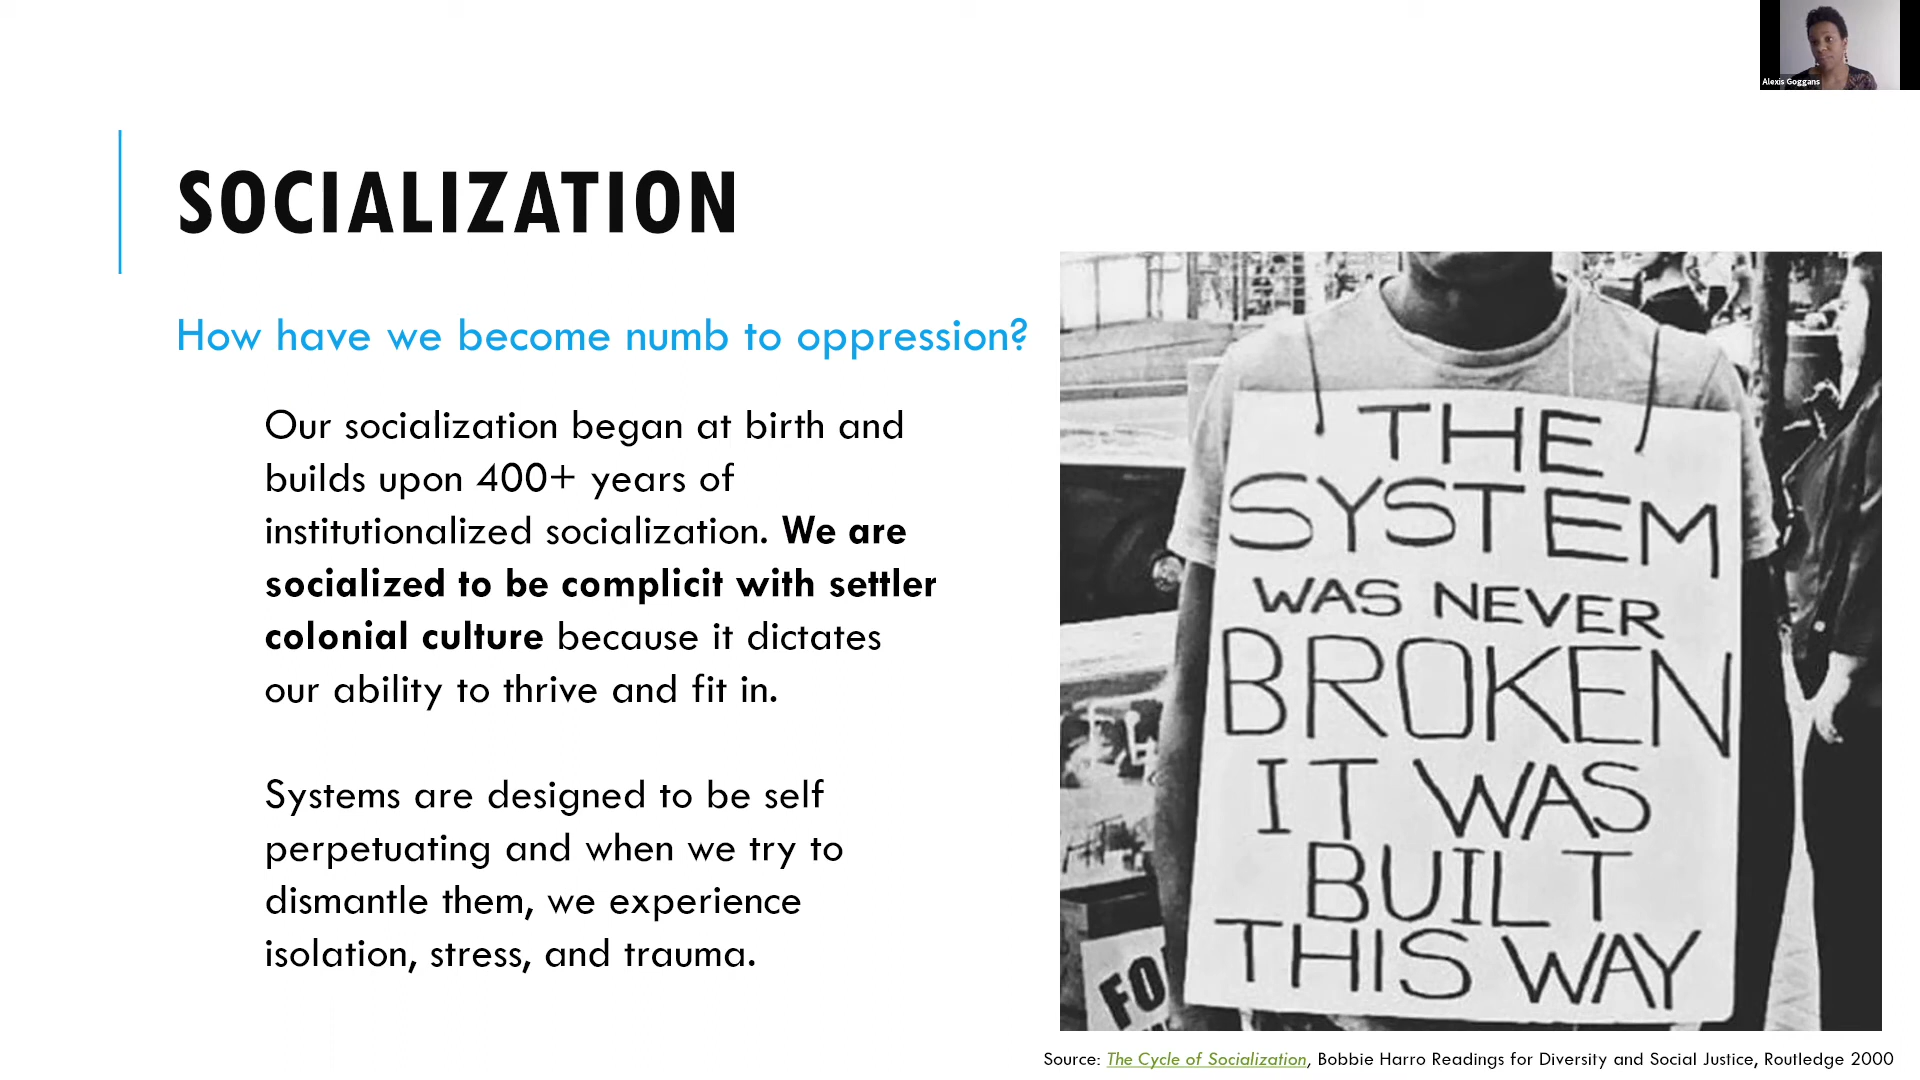 Alexis Goggans
SOCIALIZATION
How have we become numb to oppression?
Our socialization began at birth and
builds upon 400+ years of
institutionalized socialization. We are
socialized to be complicit with settler
colonial culture because it dictates
our ability to thrive and fit in.
Systems are designed to be self
perpetuating and when we try to
dismantle them, we experience
isolation, stress, and trauma.
THE
SYSTEM
WAS NEVER
BROKEN
IT WAS
BUILT
THIS WAY
FO
Source: The Cycle of Socialization, Bobbie Harro Readings for Diversity and Social Justice, Routledge 2000